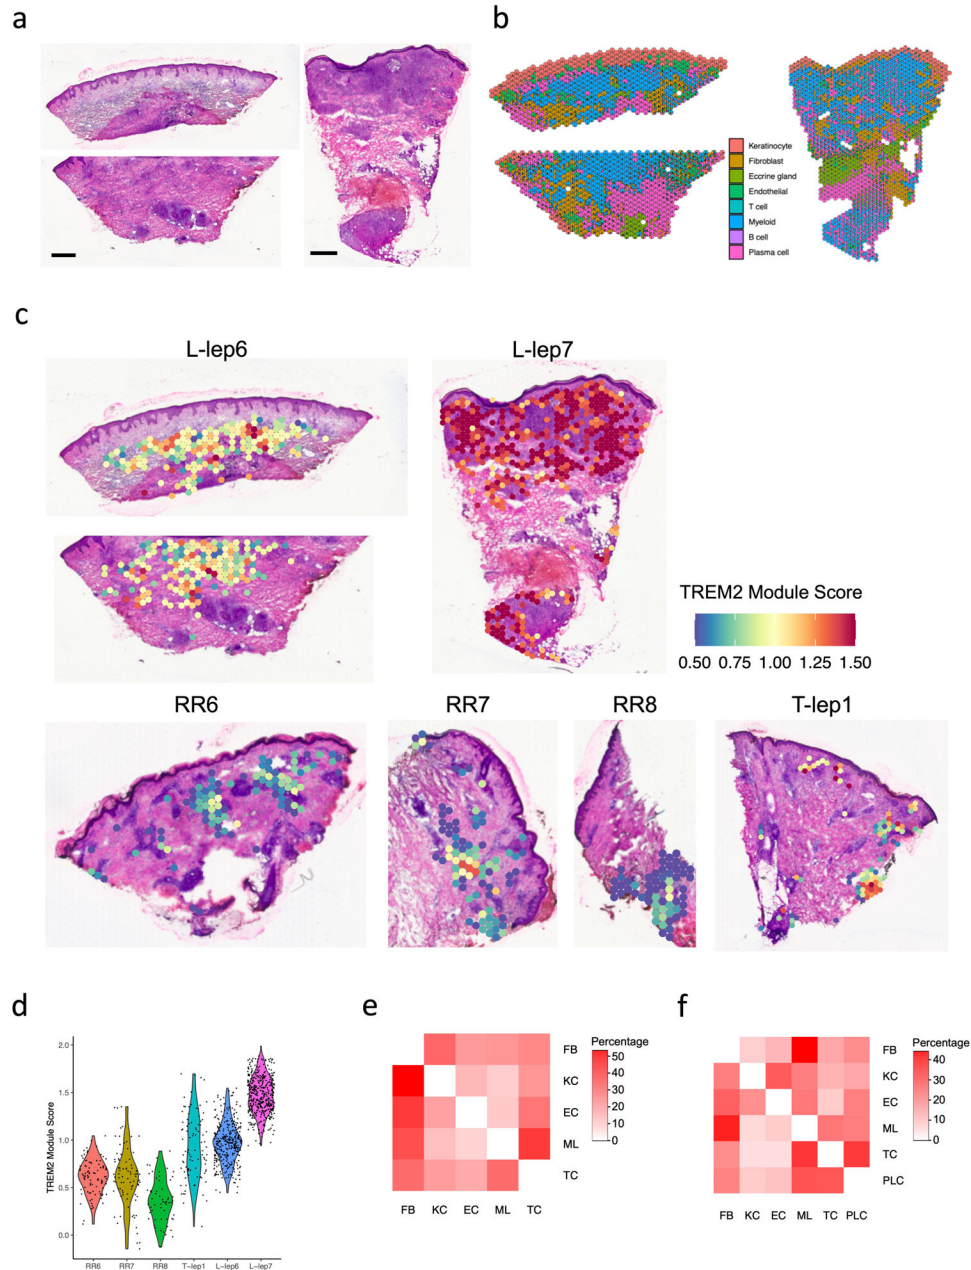 a
b
Keratinocyte
Fibroblast
Eccrine gland
Endothelial
T cell
Myeloid
B cell
Plasma cell
c
L-lep6
L-lep7
TREM2 Module Score
0.50 0.75 1.00 1.25 1.50
RR6
RR7
RR8
T-lep1
d
TREM2 Module Score
2.0
1.5
1.0
0.5
0.0
RR6 RR7 RR8 T-lep1 L-lep6 L-lep7
e
FB
KC
EC
ML
TC
FB KC EC ML TC
Percentage
50
40
30
20
10
0
f
FB
KC
EC
ML
TC
PLC
FB KC EC ML TC PLC
Percentage
40
30
20
10
0